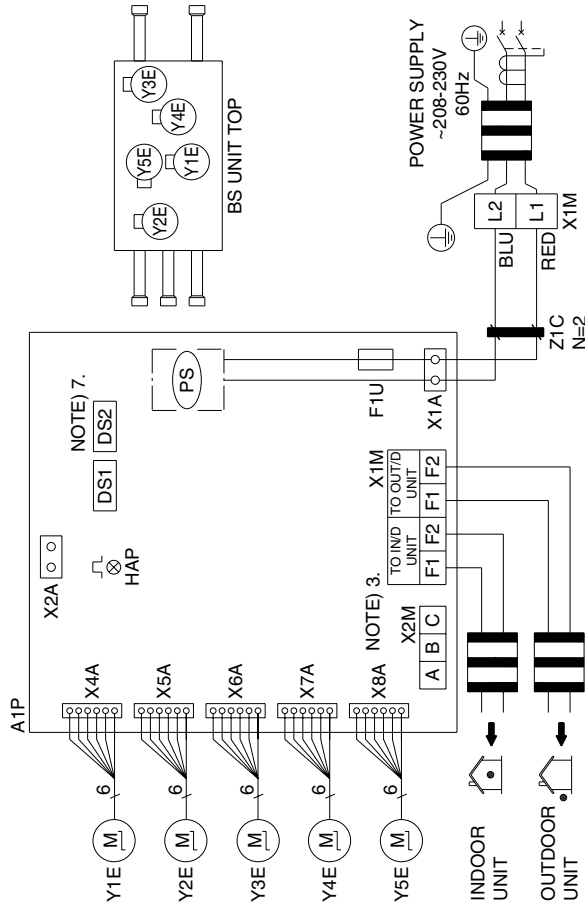 A1P
X2A
HAP
NOTE) 7.
DS1 DS2
PS
F1U
X1A
X4A
X5A
X6A
X7A
X8A
6
6
6
6
6
M
M
M
M
M
Y1E
Y2E
Y3E
Y4E
Y5E
NOTE) 3.
X2M
A B C
X1M
TO IN/D UNIT
TO OUT/D UNIT
F1 F2 F1 F2
INDOOR
UNIT
OUTDOOR
UNIT
Z1C
N=2
BLU
RED
L2
L1
X1M
POWER SUPPLY
~208-230V
60Hz
Y2E
Y5E
Y1E
Y4E
Y3E
BS UNIT TOP